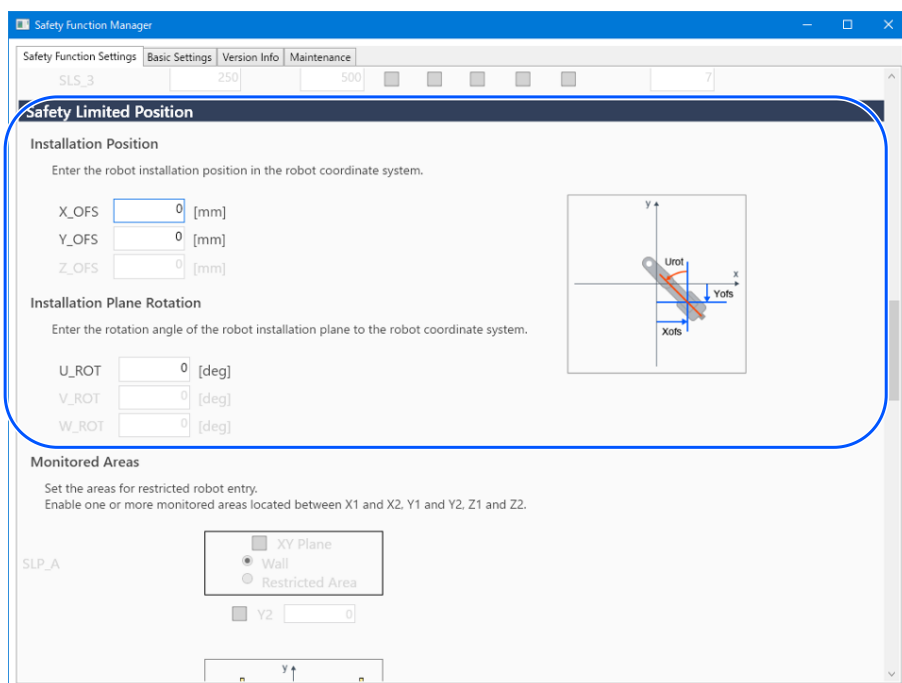 Safety Function Manager
Safety Function Settings Basic Settings Version Info Maintenance
SLS_3 250 500 7
Safety Limited Position
Installation Position
Enter the robot installation position in the robot coordinate system.
X_OFS 0 [mm]
Y_OFS 0 [mm]
Z_OFS 0 [mm]
y
Urot
x
Yofs
Xofs
Installation Plane Rotation
Enter the rotation angle of the robot installation plane to the robot coordinate system.
U_ROT 0 [deg]
V_ROT 0 [deg]
W_ROT 0 [deg]
Monitored Areas
Set the areas for restricted robot entry.
Enable one or more monitored areas located between X1 and X2, Y1 and Y2, Z1 and Z2.
SLP_A
XY Plane
Wall
Restricted Area
Y2 0
y